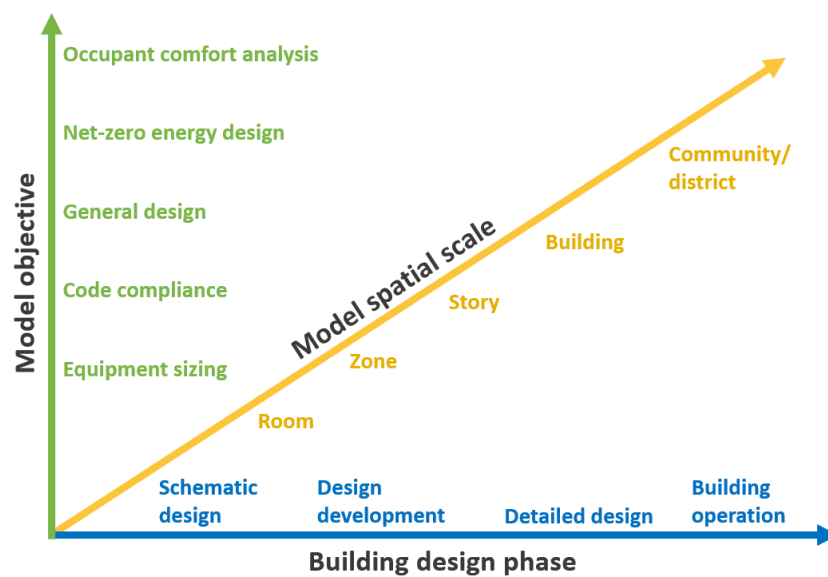 Occupant comfort analysis
Net-zero energy design
General design
Code compliance
Equipment sizing
Model objective
Model spatial scale
Community/
district
Building
Story
Zone
Room
Schematic
design
Design
development
Detailed design
Building
operation
Building design phase